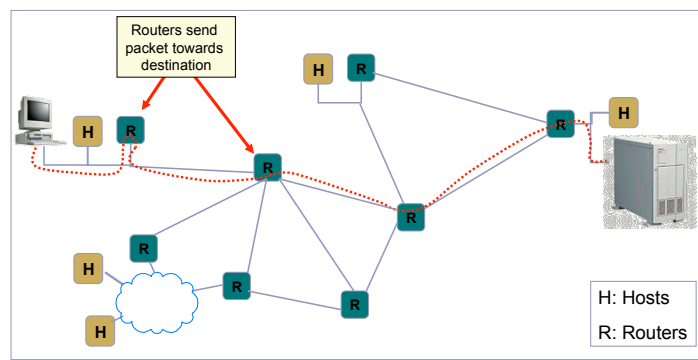 Routers send
packet towards
destination
H
R
H
R
R
H
R
R
R
H
R
R
H
H: Hosts
R: Routers